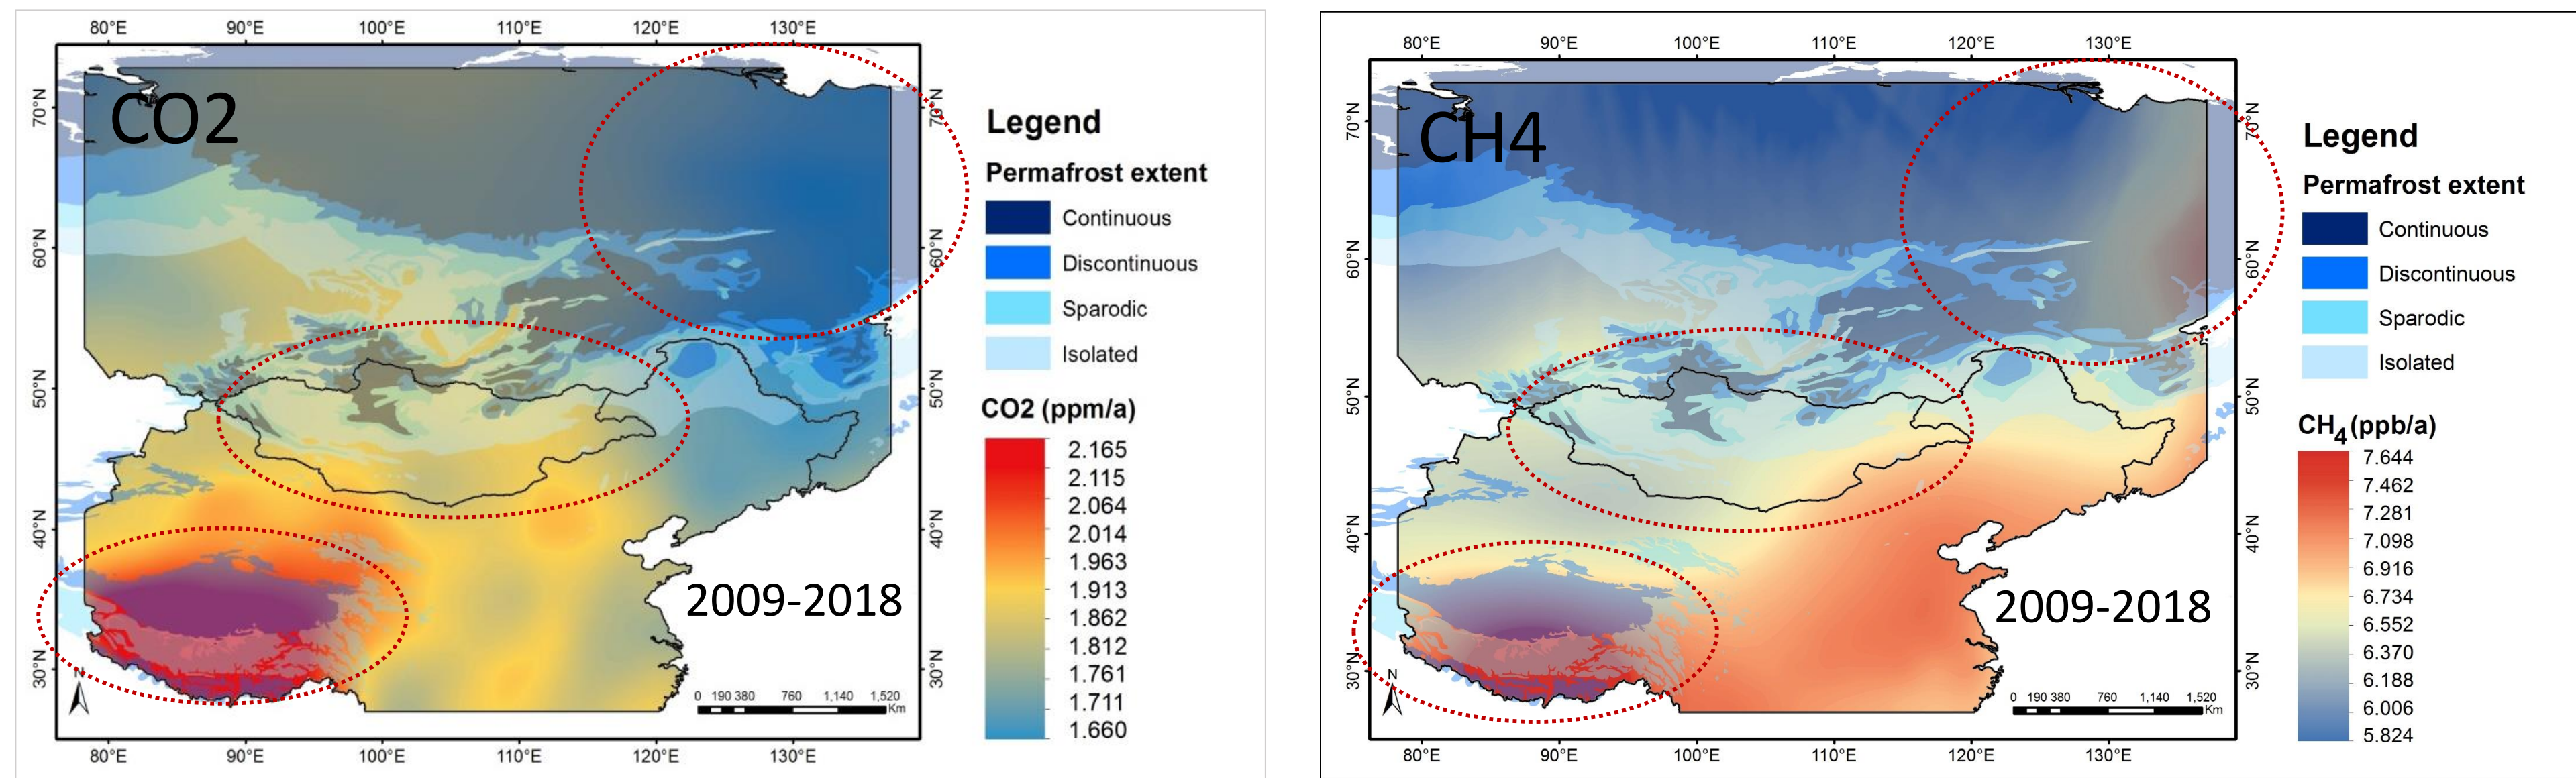 80°E 90°E 100°E 110°E 120°E 130°E
CO2
70°N 60°N 50°N 40°N 30°N
70°N 60°N 50°N 40°N 30°N
2009-2018
N
0 190 380 760 1,140 1,520
Km
80°E 90°E 100°E 110°E 120°E 130°E
Legend
Permafrost extent
Continuous
Discontinuous
Sparodic
Isolated
CO2 (ppm/a)
2.165
2.115
2.064
2.014
1.963
1.913
1.862
1.812
1.761
1.711
1.660
80°E 90°E 100°E 110°E 120°E 130°E
CH4
70°N 60°N 50°N 40°N 30°N
70°N 60°N 50°N 40°N 30°N
2009-2018
N
0 190 380 760 1,140 1,520
Km
80°E 90°E 100°E 110°E 120°E 130°E
Legend
Permafrost extent
Continuous
Discontinuous
Sparodic
Isolated
CH4 (ppb/a)
7.644
7.462
7.281
7.098
6.916
6.734
6.552
6.370
6.188
6.006
5.824